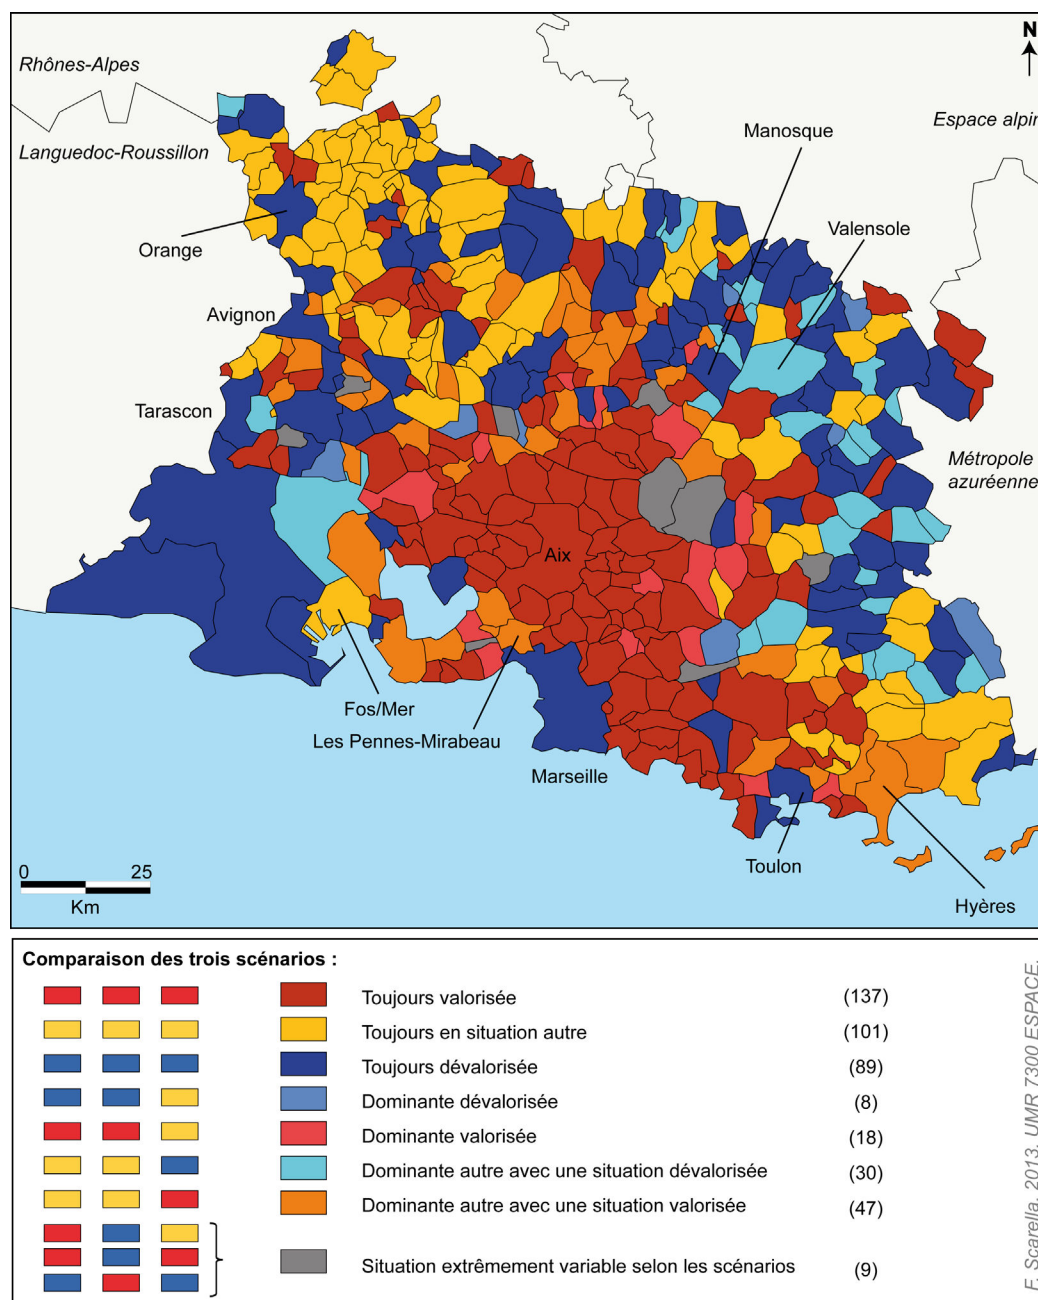 N
Rhônes-Alpes
Espace alpin
Manosque
Languedoc-Roussillon
Valensole
Orange
Avignon
Tarascon
Métropole
azuréenne
Aix
Fos/Mer
Les Pennes-Mirabeau
Marseille
Toulon
Hyères
0 25
Km
Comparaison des trois scénarios :
Toujours valorisée (137)
Toujours en situation autre (101)
Toujours dévalorisée (89)
Dominante dévalorisée (8)
Dominante valorisée (18)
Dominante autre avec une situation dévalorisée (30)
Dominante autre avec une situation valorisée (47)
Situation extrêmement variable selon les scénarios (9)
F. Scarella, 2013, UMR 7300 ESPACE.